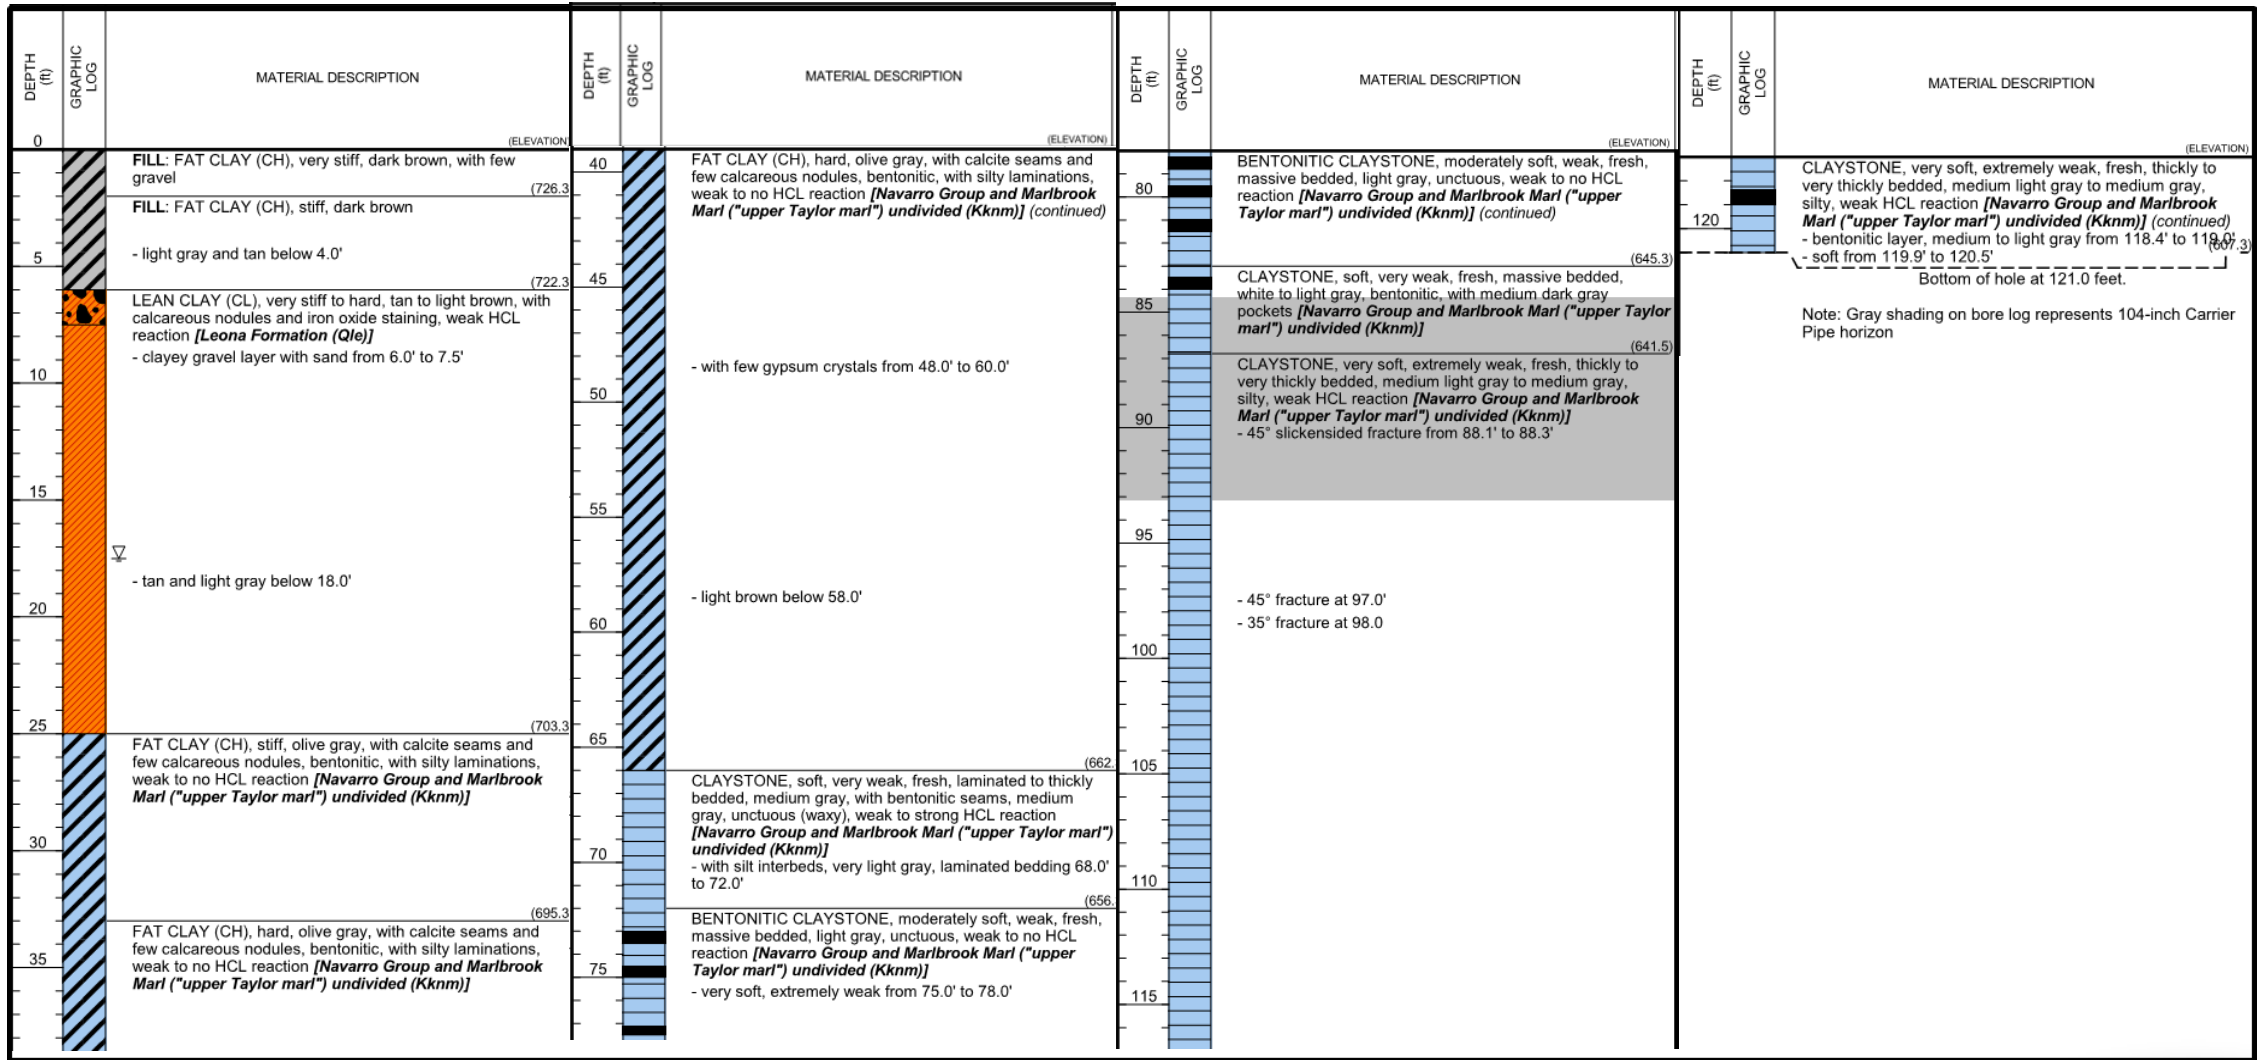 DEPTH
(ft)
GRAPHIC
LOG
MATERIAL DESCRIPTION
(ELEVATION)
0
FILL: FAT CLAY (CH), very stiff, dark brown, with few
gravel
(726.3
FILL: FAT CLAY (CH), stiff, dark brown
- light gray and tan below 4.0'
5
(722.3
LEAN CLAY (CL), very stiff to hard, tan to light brown, with
calcareous nodules and iron oxide staining, weak HCL
reaction [Leona Formation (Qle)]
- clayey gravel layer with sand from 6.0' to 7.5'
10
15
- tan and light gray below 18.0'
20
25
(703.3
FAT CLAY (CH), stiff, olive gray, with calcite seams and
few calcareous nodules, bentonitic, with silty laminations,
weak to no HCL reaction [Navarro Group and Marlbrook
Marl ("upper Taylor marl") undivided (Kknm)]
30
(695.3
FAT CLAY (CH), hard, olive gray, with calcite seams and
few calcareous nodules, bentonitic, with silty laminations,
weak to no HCL reaction [Navarro Group and Marlbrook
Marl ("upper Taylor marl") undivided (Kknm)]
35
DEPTH
(ft)
GRAPHIC
LOG
MATERIAL DESCRIPTION
(ELEVATION)
40
FAT CLAY (CH), hard, olive gray, with calcite seams and
few calcareous nodules, bentonitic, with silty laminations,
weak to no HCL reaction [Navarro Group and Marlbrook
Marl ("upper Taylor marl") undivided (Kknm)] (continued)
45
- with few gypsum crystals from 48.0' to 60.0'
50
55
- light brown below 58.0'
60
65
(662.
CLAYSTONE, soft, very weak, fresh, laminated to thickly
bedded, medium gray, with bentonitic seams, medium
gray, unctuous (waxy), weak to strong HCL reaction
[Navarro Group and Marlbrook Marl ("upper Taylor marl")
undivided (Kknm)]
- with silt interbeds, very light gray, laminated bedding 68.0'
to 72.0'
70
(656.
BENTONITIC CLAYSTONE, moderately soft, weak, fresh,
massive bedded, light gray, unctuous, weak to no HCL
reaction [Navarro Group and Marlbrook Marl ("upper
Taylor marl") undivided (Kknm)]
- very soft, extremely weak from 75.0' to 78.0'
75
DEPTH
(ft)
GRAPHIC
LOG
MATERIAL DESCRIPTION
(ELEVATION)
BENTONITIC CLAYSTONE, moderately soft, weak, fresh,
massive bedded, light gray, unctuous, weak to no HCL
reaction [Navarro Group and Marlbrook Marl ("upper
Taylor marl") undivided (Kknm)] (continued)
80
(645.3)
CLAYSTONE, soft, very weak, fresh, massive bedded,
white to light gray, bentonitic, with medium dark gray
pockets [Navarro Group and Marlbrook Marl ("upper Taylor
marl") undivided (Kknm)]
85
(641.5)
CLAYSTONE, very soft, extremely weak, fresh, thickly to
very thickly bedded, medium light gray to medium gray,
silty, weak HCL reaction [Navarro Group and Marlbrook
Marl ("upper Taylor marl") undivided (Kknm)]
- 45° slickensided fracture from 88.1' to 88.3'
90
95
- 45° fracture at 97.0'
- 35° fracture at 98.0
100
105
110
115
DEPTH
(ft)
GRAPHIC
LOG
MATERIAL DESCRIPTION
(ELEVATION)
CLAYSTONE, very soft, extremely weak, fresh, thickly to
very thickly bedded, medium light gray to medium gray,
silty, weak HCL reaction [Navarro Group and Marlbrook
Marl ("upper Taylor marl") undivided (Kknm)] (continued)
120
- bentonitic layer, medium to light gray from 118.4' to 119.0'
(607.3)
- soft from 119.9' to 120.5'
Bottom of hole at 121.0 feet.
Note: Gray shading on bore log represents 104-inch Carrier
Pipe horizon